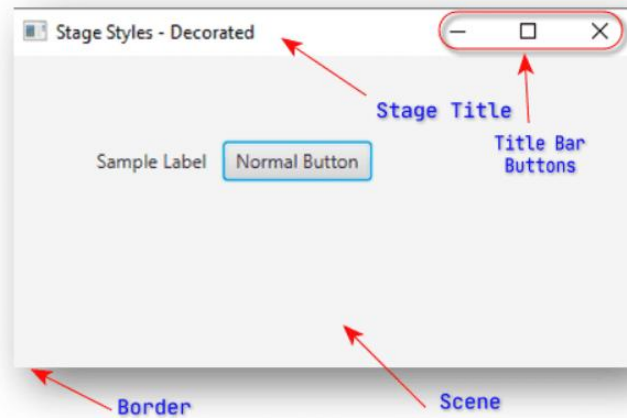 Stage Styles - Decorated
Stage Title
Title Bar
Buttons
Sample Label
Normal Button
Border
Scene